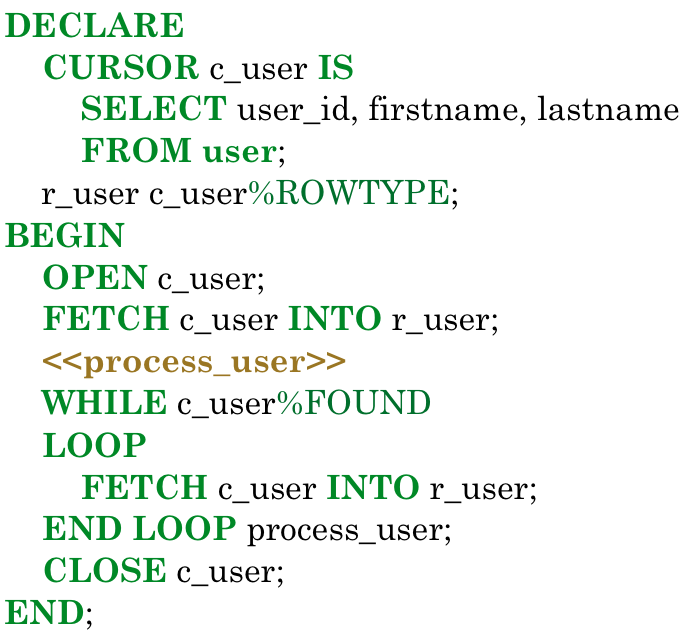 DECLARE
CURSOR c_user IS
SELECT user_id, firstname, lastname
FROM user;
r_user c_user%ROWTYPE;
BEGIN
OPEN c_user;
FETCH c_user INTO r_user;
<<process_user>>
WHILE c_user%FOUND
LOOP
FETCH c_user INTO r_user;
END LOOP process_user;
CLOSE c_user;
END;